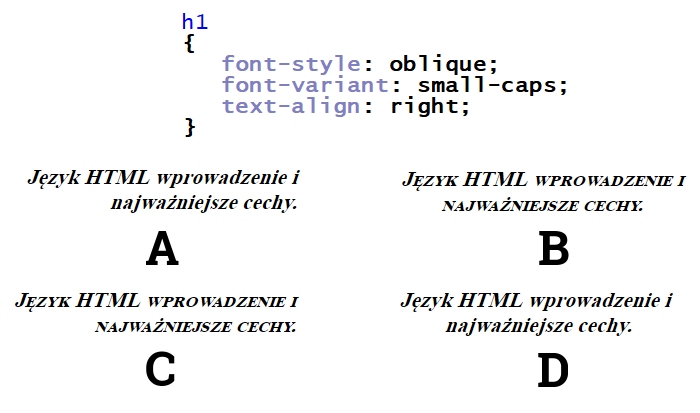 h1
{
font-style: oblique;
font-variant: small-caps;
text-align: right;
}
Język HTML wprowadzenie i
najważniejsze cechy.
A
Język HTML wprowadzenie i
najważniejsze cechy.
B
Język HTML wprowadzenie i
najważniejsze cechy.
C
Język HTML wprowadzenie i
najważniejsze cechy.
D